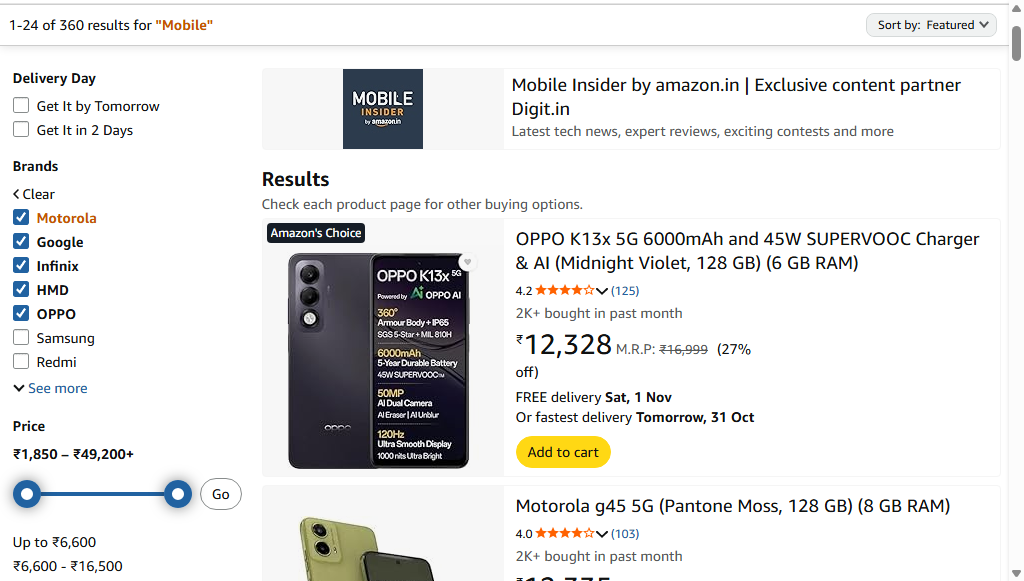 1-24 of 360 results for "Mobile"
Sort by: Featured
Delivery Day
Get It by Tomorrow
Get It in 2 Days
Brands
Clear
Motorola
Google
Infinix
HMD
OPPO
Samsung
Redmi
See more
Price
₹1,850 – ₹49,200+
Go
Up to ₹6,600
₹6,600 - ₹16,500
MOBILE
INSIDER
by amazon.in
Mobile Insider by amazon.in | Exclusive content partner
Digit.in
Latest tech news, expert reviews, exciting contests and more
Results
Check each product page for other buying options.
Amazon's Choice
OPPO K13x 5G
Powered by Ai OPPO AI
360°
Armour Body + IP65
SGS 5-Star + MIL 810H
6000mAh
5-Year Durable Battery
45W SUPERVOOC™
50MP
AI Dual Camera
AI Eraser | AI Unblur
120Hz
Ultra Smooth Display
1000 nits Ultra Bright
oppo
OPPO K13x 5G 6000mAh and 45W SUPERVOOC Charger
& AI (Midnight Violet, 128 GB) (6 GB RAM)
4.2 (125)
2K+ bought in past month
₹12,328 M.R.P: ₹16,999 (27%
off)
FREE delivery Sat, 1 Nov
Or fastest delivery Tomorrow, 31 Oct
Add to cart
Motorola g45 5G (Pantone Moss, 128 GB) (8 GB RAM)
4.0 (103)
2K+ bought in past month